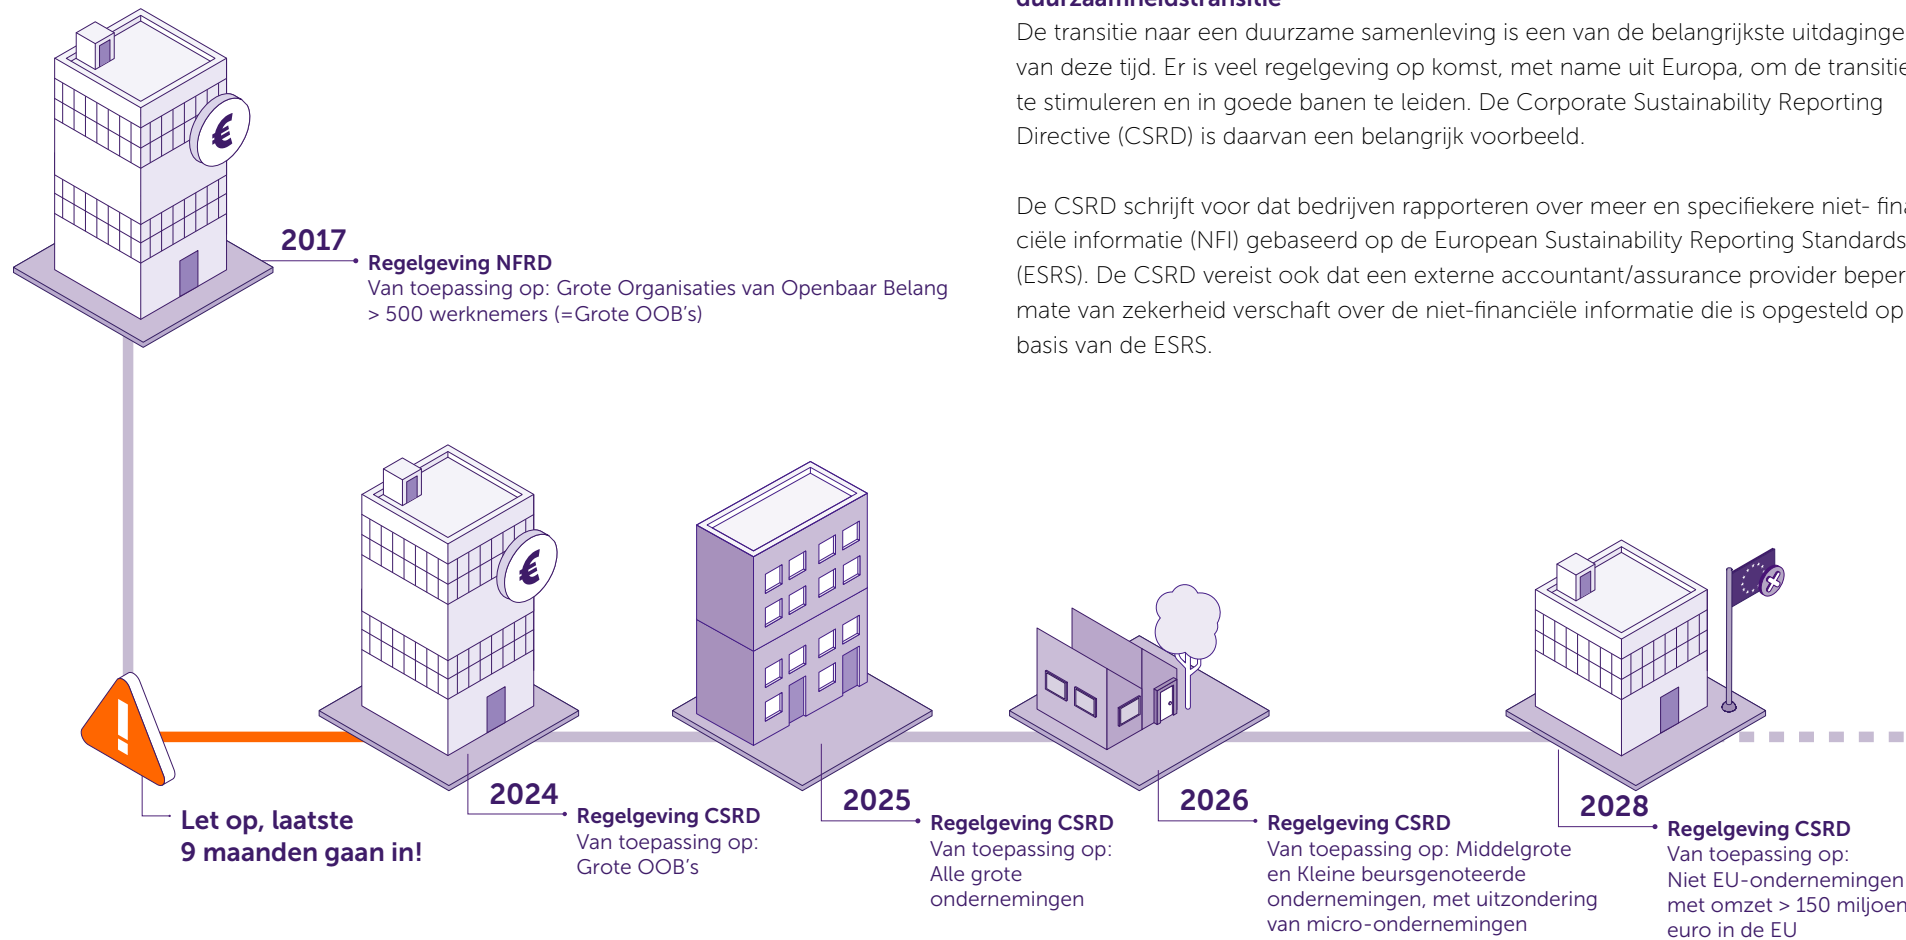 duurzaamheidstransitie
De transitie naar een duurzame samenleving is een van de belangrijkste
van deze tijd. Er is veel regelgeving op komst, met name uit Europa, om de transitie
te stimuleren en in goede banen te leiden. De Corporate Sustainability Reporting
Directive (CSRD) is daarvan een belangrijk voorbeeld.
De CSRD schrijft voor dat bedrijven rapporteren over meer en specifiekere niet-
ciële informatie (NFI) gebaseerd op de European Sustainability Reporting Standards
(ESRS). De CSRD vereist ook dat een externe accountant/assurance provider
mate van zekerheid verschaft over de niet-financiële informatie die is opgesteld op
basis van de ESRS.
2017
Regelgeving NFRD
Van toepassing op: Grote Organisaties van Openbaar Belang
> 500 werknemers (=Grote OOB's)
€
€
!
Let op, laatste
9 maanden gaan in!
2024
Regelgeving CSRD
Van toepassing op:
Grote OOB's
2025
Regelgeving CSRD
Van toepassing op:
Alle grote
ondernemingen
2026
Regelgeving CSRD
Van toepassing op: Middelgrote
en Kleine beursgenoteerde
ondernemingen, met uitzondering
van micro-ondernemingen
2028
Regelgeving CSRD
Van toepassing op:
Niet EU-ondernemingen
met omzet > 150 miljoen
euro in de EU